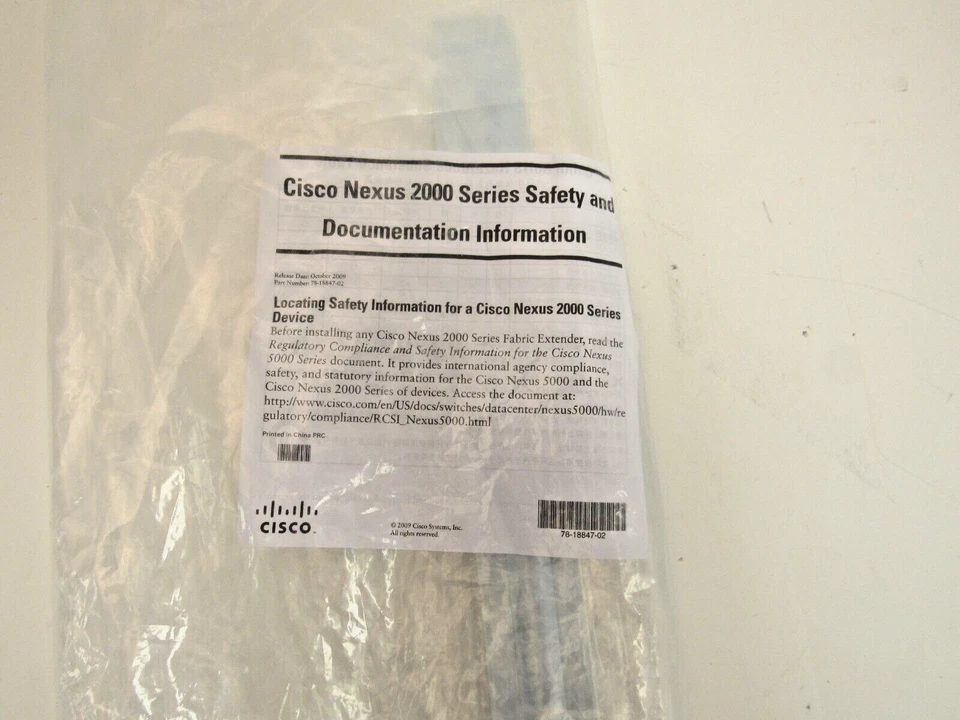 Cisco Nexus 2000 Series Safety and
Documentation Information
Release Date: October 2009
Part Number: 78-18847-02
Locating Safety Information for a Cisco Nexus 2000 Series
Device
Before installing any Cisco Nexus 2000 Series Fabric Extender, read the
Regulatory Compliance and Safety Information for the Cisco Nexus
5000 Series document. It provides international agency compliance,
safety, and statutory information for the Cisco Nexus 5000 and the
Cisco Nexus 2000 Series of devices. Access the document at:
http://www.cisco.com/en/US/docs/switches/datacenter/nexus5000/hw/re
gulatory/compliance/RCSI_Nexus5000.html
Printed in China PRC
CISCO.
© 2009 Cisco Systems, Inc.
All rights reserved.
78-18847-02